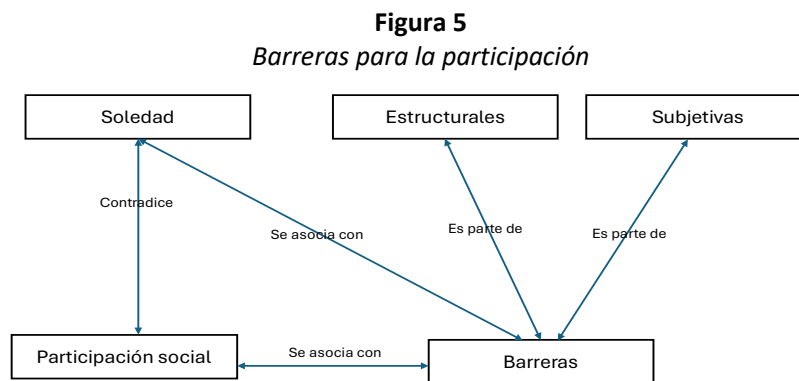 Figura 5
Barreras para la participación
Soledad
Estructurales
Subjetivas
Contradice
Se asocia con
Es parte de
Es parte de
Participación social
Se asocia con
Barreras